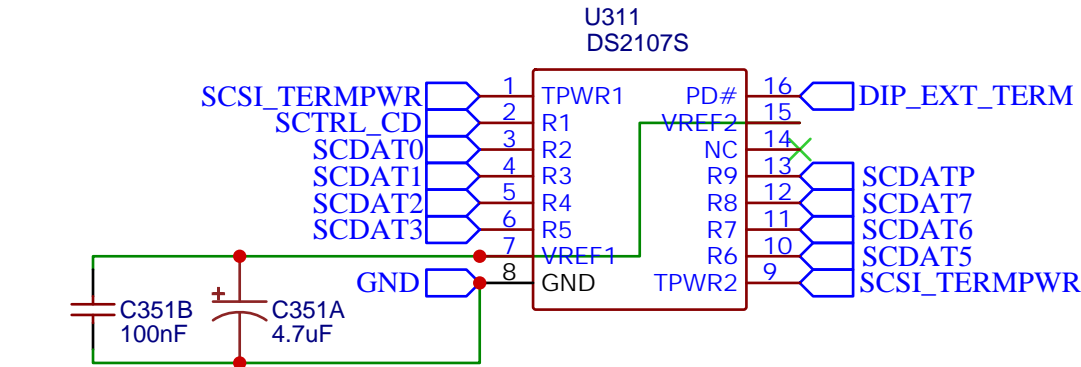 U311
DS2107S
SCSI_TERMPWR 1 TPWR1 PD# 16 DIP_EXT_TERM
SCTRL_CD 2 R1 VREF2 15
SCDAT0 3 R2 NC 14
SCDAT1 4 R3 R9 13 SCDATP
SCDAT2 5 R4 R8 12 SCDAT7
SCDAT3 6 R5 R7 11 SCDAT6
7 VREF1 R6 10 SCDAT5
GND 8 GND TPWR2 9 SCSI_TERMPWR
+
C351B C351A
100nF 4.7uF